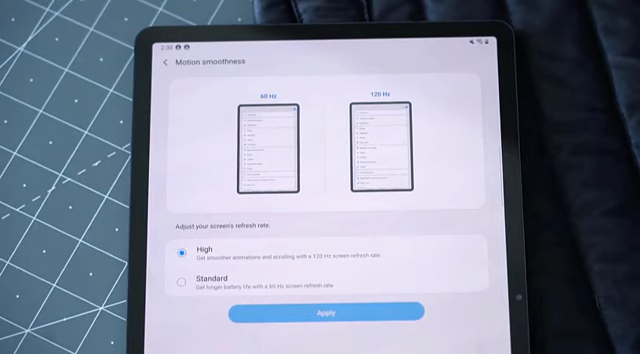 2:30
Motion smoothness
60 Hz
120 Hz
Adjust your screen's refresh rate.
High
Get smoother animations and scrolling with a 120 Hz screen refresh rate.
Standard
Get longer battery life with a 60 Hz screen refresh rate.
Apply